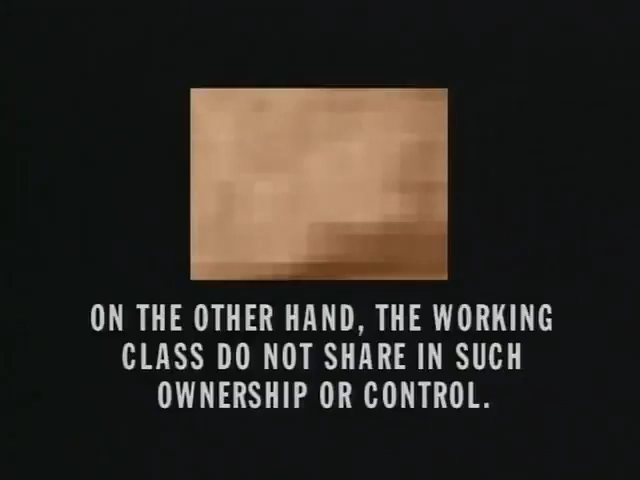 ON THE OTHER HAND, THE WORKING
CLASS DO NOT SHARE IN SUCH
OWNERSHIP OR CONTROL.